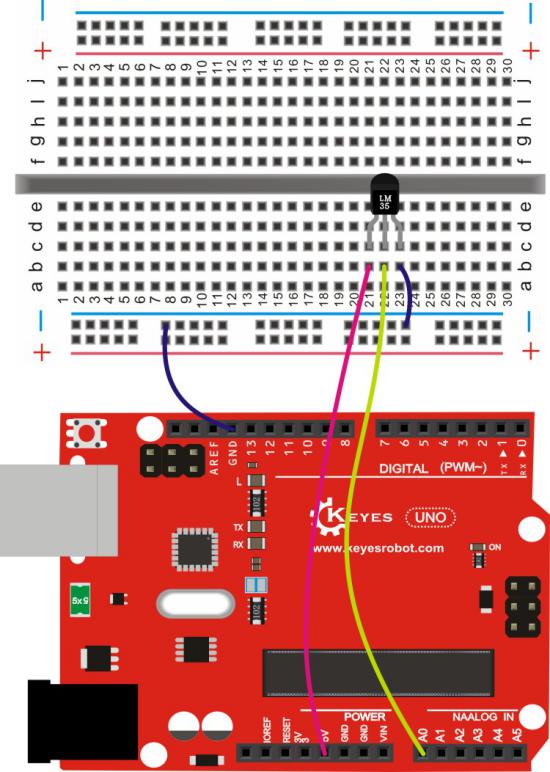 1 2 3 4 5 6 7 8 9 10 11 12 13 14 15 16 17 18 19 20 21 22 23 24 25 26 27 28 29 30
j j
i i
h h
g g
f f
LM
35
e e
d d
c c
b b
a a
1 2 3 4 5 6 7 8 9 10 11 12 13 14 15 16 17 18 19 20 21 22 23 24 25 26 27 28 29 30
AREF GND 13 12 11 10 9 8 7 6 5 4 3 2 TX ▶1 RX ▶0
DIGITAL (PWM~)
L
102
KEYES UNO
TX
RX
www.keyesrobot.com
ON
102
POWER NAALOG IN
IOREF RESET 3V3 5V GND GND VIN A0 A1 A2 A3 A4 A5